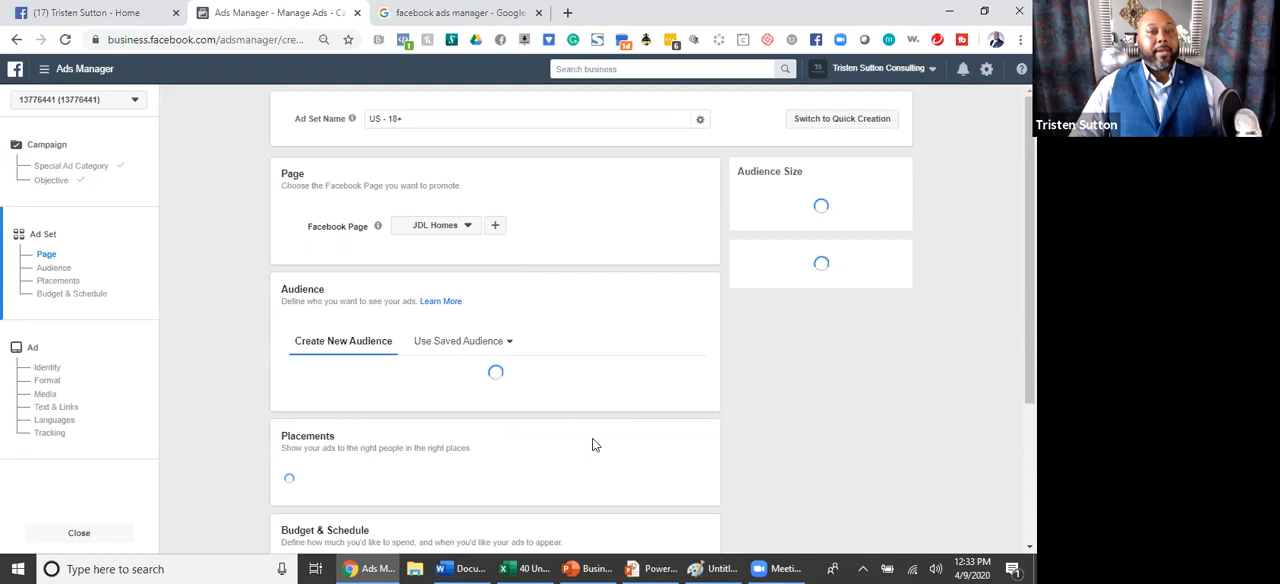 (17) Tristen Sutton - Home
Ads Manager - Manage Ads - Ca
facebook ads manager - Google
business.facebook.com/adsmanager/cre...
Ads Manager
Search business
TS
Tristen Sutton Consulting
Tristen Sutton
13776441 (13776441)
Campaign
Special Ad Category
Objective
Ad Set
Page
Audience
Placements
Budget & Schedule
Ad
Identity
Format
Media
Text & Links
Languages
Tracking
Close
Ad Set Name
US - 18+
Switch to Quick Creation
Page
Choose the Facebook Page you want to promote.
Facebook Page
JDL Homes
+
Audience Size
Audience
Define who you want to see your ads. Learn More
Create New Audience
Use Saved Audience
Placements
Show your ads to the right people in the right places
Budget & Schedule
Define how much you'd like to spend, and when you'd like your ads to appear.
Type here to search
Ads M...
Docu...
40 Un...
Busin...
Power...
Untitl...
Meeti...
12:33 PM
4/9/2020